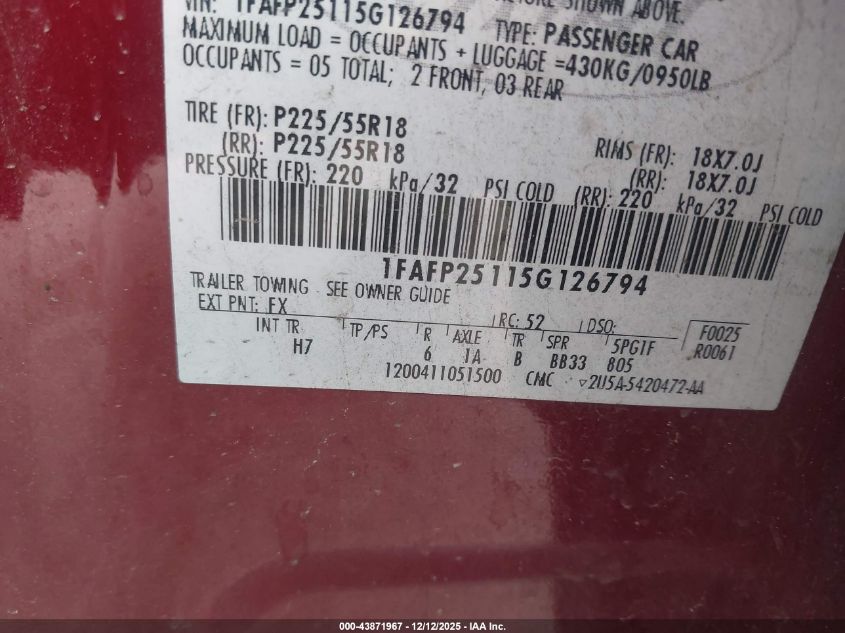 VIN: 1FAFP25115G126794 TYPE: PASSENGER CAR
SHOWN ABOVE.
MAXIMUM LOAD = OCCUPANTS + LUGGAGE =430KG/0950LB
OCCUPANTS = 05 TOTAL; 2 FRONT, 03 REAR
TIRE (FR): P225/55R18 RIMS (FR): 18X7.0J
(RR): P225/55R18 (RR): 18X7.0J
PRESSURE (FR): 220 kPa/32 PSI COLD (RR): 220 kPa/32 PSI COLD
1FAFP25115G126794
TRAILER TOWING SEE OWNER GUIDE
EXT PNT: FX RC: 52 DSO: F0025
INT TR TP/PS R AXLE TR SPR 5PG1F R0061
H7 6 1A B BB33 805
1200411051500 CMC 2U5A-5420472-AA
000-43871967 - 12/12/2025 - IAA Inc.